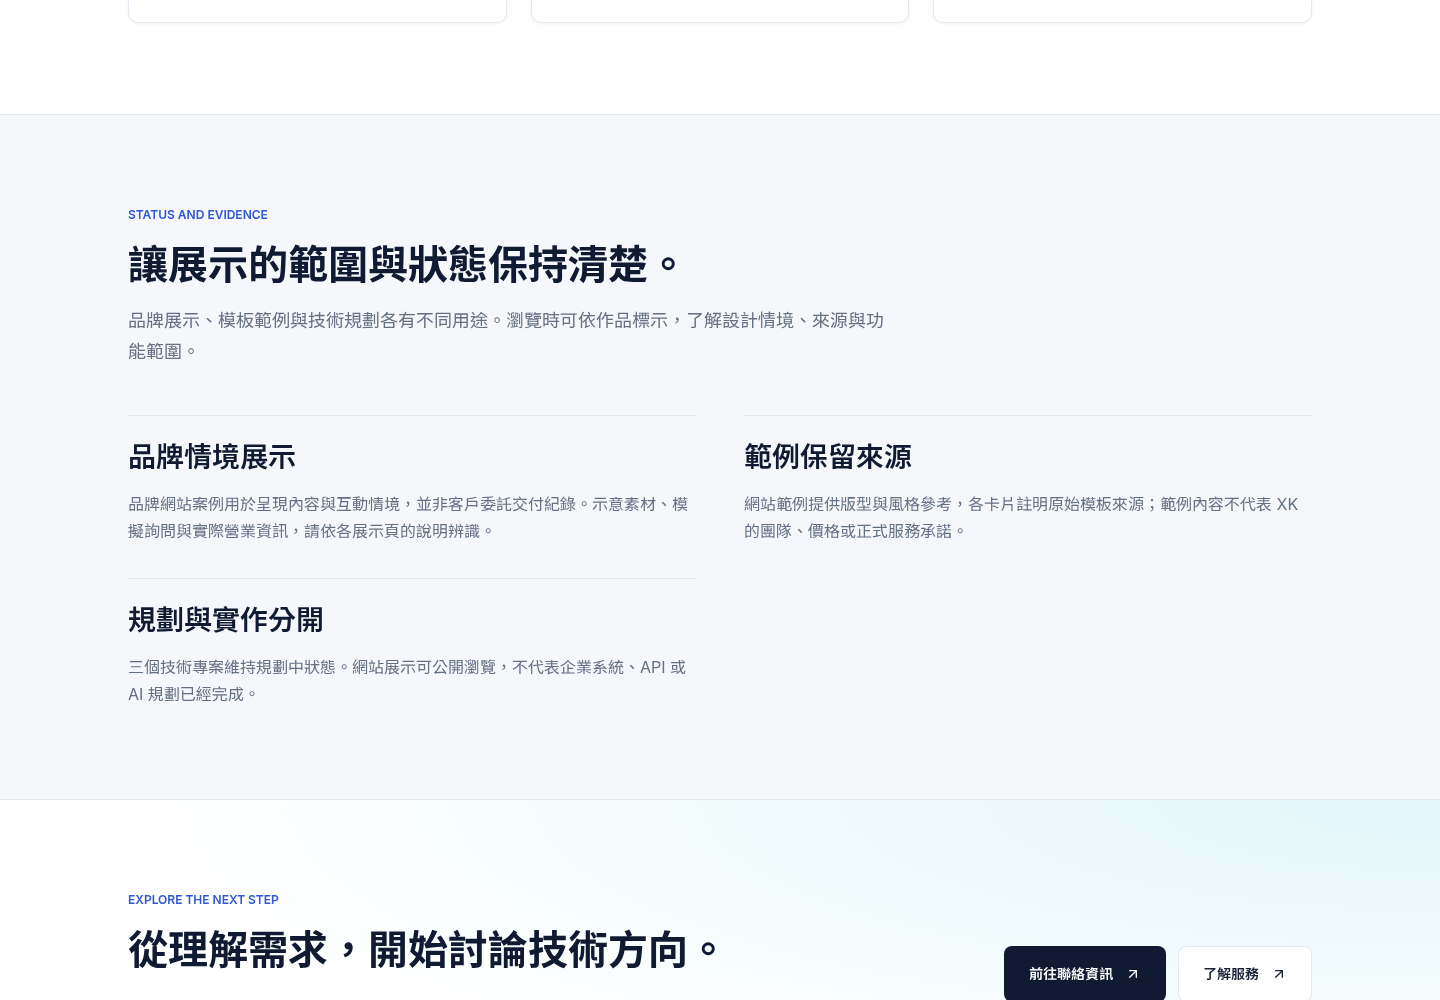 STATUS AND EVIDENCE
讓展示的範圍與狀態保持清楚。
品牌展示、模板範例與技術規劃各有不同用途。瀏覽時可依作品標示，了解設計情境、來源與功
能範圍。
品牌情境展示
品牌網站案例用於呈現內容與互動情境，並非客戶委託交付紀錄。示意素材、模
擬詢問與實際營業資訊，請依各展示頁的說明辨識。
範例保留來源
網站範例提供版型與風格參考，各卡片註明原始模板來源；範例內容不代表 XK
的團隊、價格或正式服務承諾。
規劃與實作分開
三個技術專案維持規劃中狀態。網站展示可公開瀏覽，不代表企業系統、API 或
AI 規劃已經完成。
EXPLORE THE NEXT STEP
從理解需求，開始討論技術方向。
前往聯絡資訊
了解服務